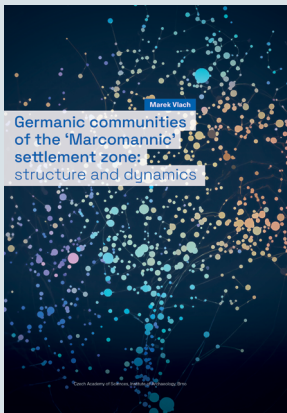 Marek Vlach
Germanic communities
of the ‘Marcomannic’
settlement zone:
structure and dynamics
Czech Academy of Sciences, Institute of Archaeology Brno